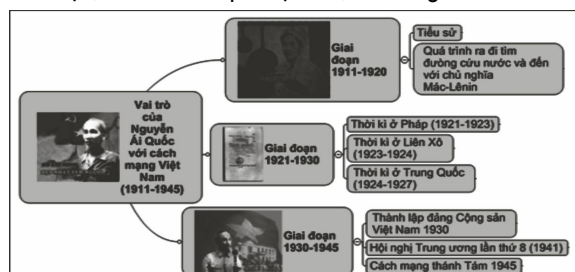 Vai trò
của
Nguyễn
Ái Quốc
với cách
mạng Việt
Nam
(1911-1945)
Giai
đoạn
1911-1920
Tiểu sử
Quá trình ra đi tìm
đường cứu nước và đến
với chủ nghĩa
Mác-Lênin
Giai đoạn
1921-1930
Thời kì ở Pháp (1921-1923)
Thời kì ở Liên Xô
(1923-1924)
Thời kì ở Trung Quốc
(1924-1927)
Giai đoạn
1930-1945
Thành lập đảng Cộng sản
Việt Nam 1930
Hội nghị Trung ương lần thứ 8 (1941)
Cách mạng tháng Tám 1945